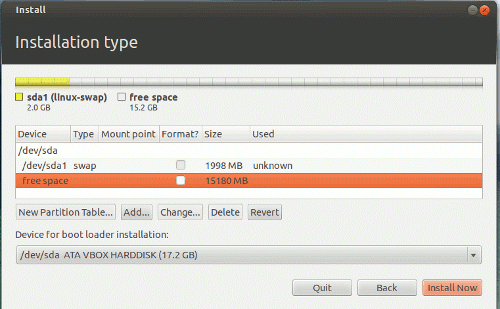 Install
Installation type
sda1 (linux-swap) free space
2.0 GB 15.2 GB
Device Type Mount point Format? Size Used
/dev/sda
/dev/sda1 swap 1998 MB unknown
free space 15180 MB
New Partition Table... Add... Change... Delete Revert
Device for boot loader installation:
/dev/sda ATA VBOX HARDDISK (17.2 GB)
Quit Back Install Now